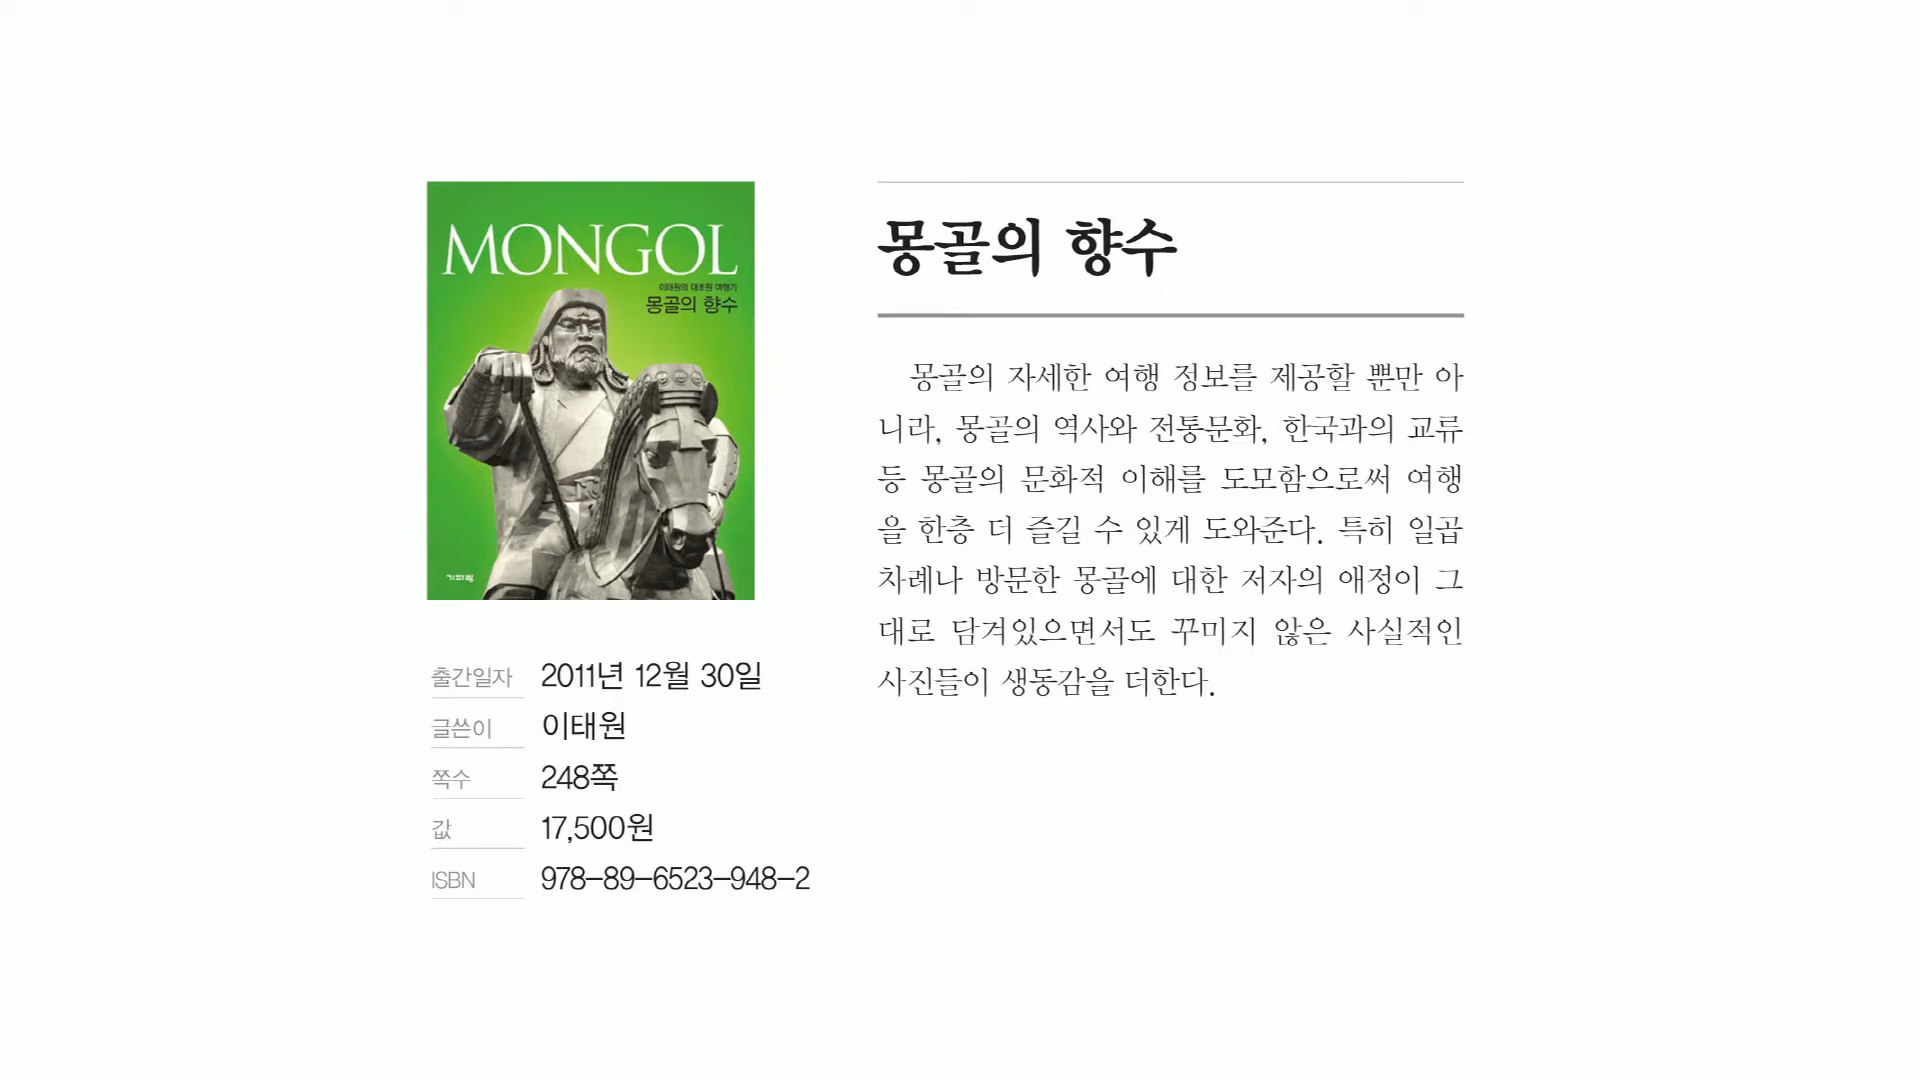 MONGOL
이태원의 대초원 여행기
몽골의 향수
기파랑
출간일자 2011년 12월 30일
글쓴이 이태원
쪽수 248쪽
값 17,500원
ISBN 978-89-6523-948-2
몽골의 향수
몽골의 자세한 여행 정보를 제공할 뿐만 아
니라, 몽골의 역사와 전통문화, 한국과의 교류
등 몽골의 문화적 이해를 도모함으로써 여행
을 한층 더 즐길 수 있게 도와준다. 특히 일곱
차례나 방문한 몽골에 대한 저자의 애정이 그
대로 담겨있으면서도 꾸미지 않은 사실적인
사진들이 생동감을 더한다.